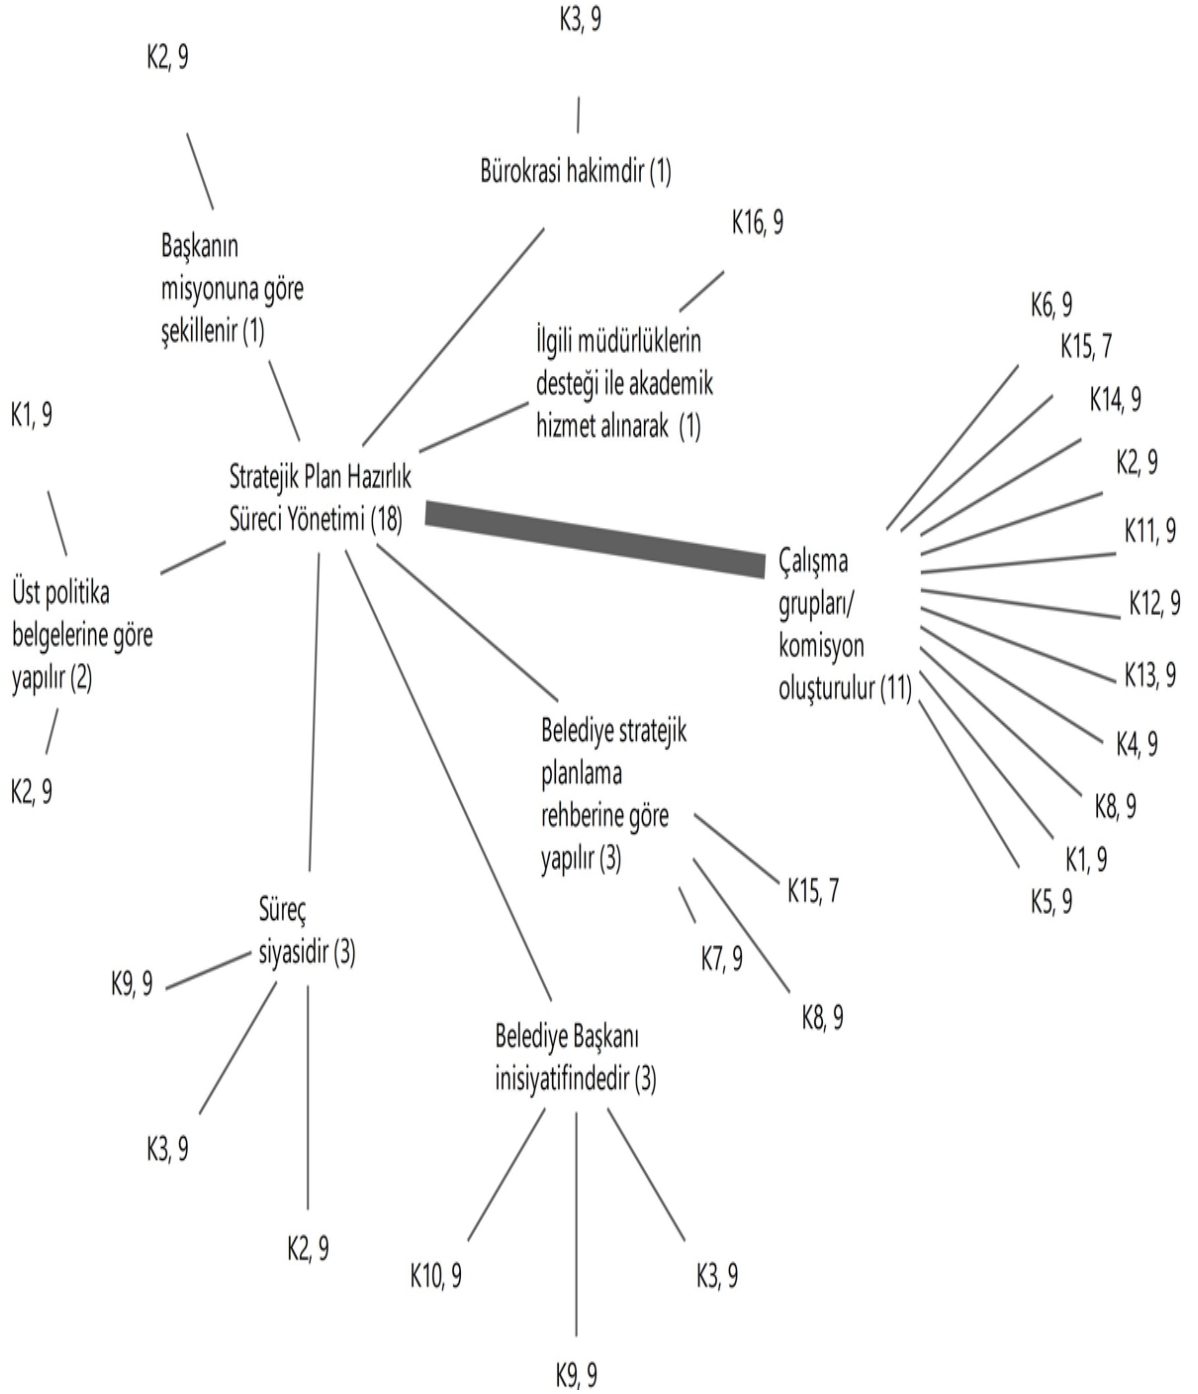 K3, 9
K2, 9
Bürokrasi hakimdir (1)
K16, 9
Başkanın
misyonuna göre
şekillenir (1)
İlgili müdürlüklerin
desteği ile akademik
hizmet alınarak (1)
K6, 9
K15, 7
K14, 9
K2, 9
K11, 9
K12, 9
K13, 9
K4, 9
K8, 9
K1, 9
K5, 9
K1, 9
Stratejik Plan Hazırlık
Süreci Yönetimi (18)
Çalışma
grupları/
komisyon
oluşturulur (11)
Üst politika
belgelerine göre
yapılır (2)
K2, 9
Belediye stratejik
planlama
rehberine göre
yapılır (3)
K15, 7
K7, 9
K8, 9
Süreç
siyasidir (3)
K9, 9
K3, 9
K2, 9
Belediye Başkanı
inisiyatifindedir (3)
K10, 9
K3, 9
K9, 9